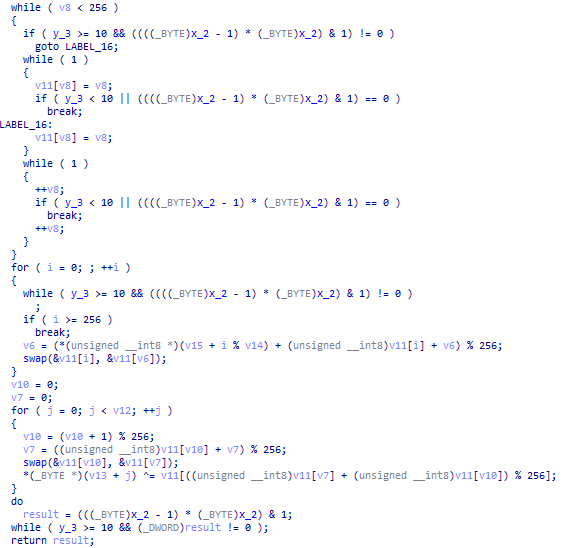 while ( v8 < 256 )
{
if ( y_3 >= 10 && ((((_BYTE)x_2 - 1) * (_BYTE)x_2) & 1) != 0 )
goto LABEL_16;
while ( 1 )
{
v11[v8] = v8;
if ( y_3 < 10 || ((((_BYTE)x_2 - 1) * (_BYTE)x_2) & 1) == 0 )
break;
LABEL_16:
v11[v8] = v8;
}
while ( 1 )
{
++v8;
if ( y_3 < 10 || ((((_BYTE)x_2 - 1) * (_BYTE)x_2) & 1) == 0 )
break;
++v8;
}
}
for ( i = 0; ; ++i )
{
while ( y_3 >= 10 && ((((_BYTE)x_2 - 1) * (_BYTE)x_2) & 1) != 0 )
;
if ( i >= 256 )
break;
v6 = (*(unsigned __int8 *)(v15 + i % v14) + (unsigned __int8)v11[i] + v6) % 256;
swap(&v11[i], &v11[v6]);
}
v10 = 0;
v7 = 0;
for ( j = 0; j < v12; ++j )
{
v10 = (v10 + 1) % 256;
v7 = ((unsigned __int8)v11[v10] + v7) % 256;
swap(&v11[v10], &v11[v7]);
*(_BYTE *)(v13 + j) ^= v11[((unsigned __int8)v11[v7] + (unsigned __int8)v11[v10]) % 256];
}
do
result = (((_BYTE)x_2 - 1) * (_BYTE)x_2) & 1;
while ( y_3 >= 10 && (_DWORD)result != 0 );
return result;